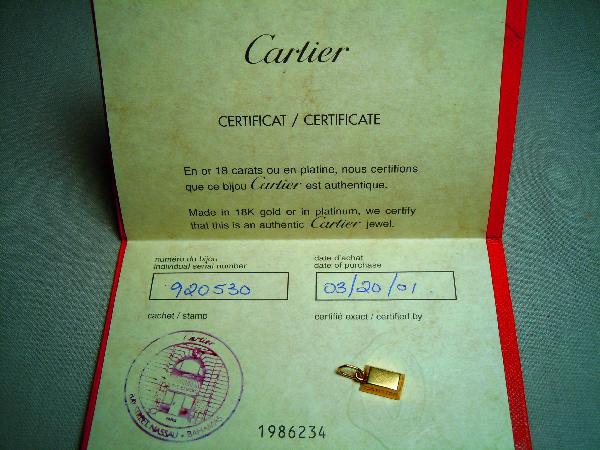 Cartier
CERTIFICAT / CERTIFICATE
En or 18 carats ou en platine, nous certifions
que ce bijou Cartier est authentique.
Made in 18K gold or in platinum, we certify
that this is an authentic Cartier jewel.
numéro du bijou
individual serial number
920530
date d'achat
date of purchase
03/20/01
cachet / stamp
certifié exact / certified by
Cartier
NASSAU - BAHAMAS
1986234